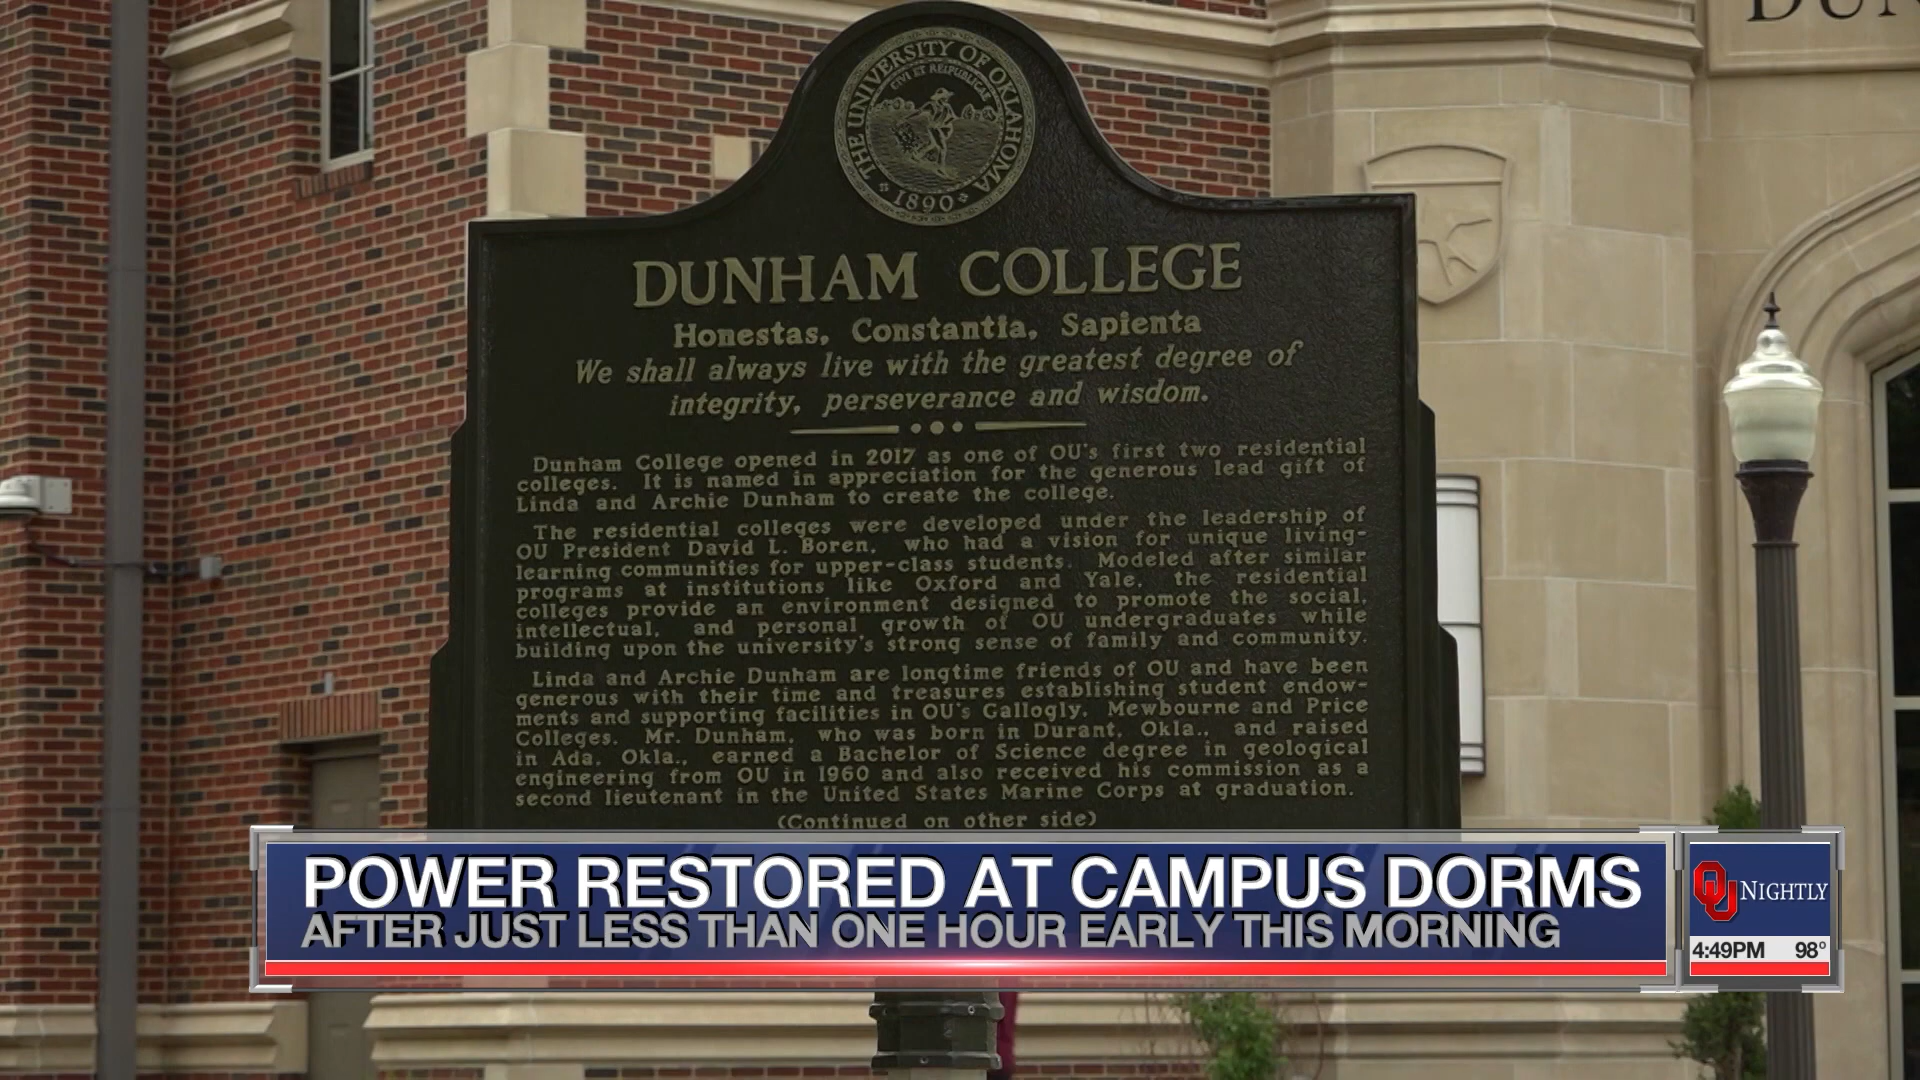 DUN
THE UNIVERSITY OF OKLAHOMA
CIVI ET REIPUBLICAE
1890
DUNHAM COLLEGE
Honestas, Constantia, Sapienta
We shall always live with the greatest degree of
integrity, perseverance and wisdom.
Dunham College opened in 2017 as one of OU's first two residential
colleges. It is named in appreciation for the generous lead gift of
Linda and Archie Dunham to create the college.
The residential colleges were developed under the leadership of
OU President David L. Boren, who had a vision for unique living-
learning communities for upper-class students. Modeled after similar
programs at institutions like Oxford and Yale, the residential
colleges provide an environment designed to promote the social,
intellectual, and personal growth of OU undergraduates while
building upon the university's strong sense of family and community.
Linda and Archie Dunham are longtime friends of OU and have been
generous with their time and treasures establishing student endow-
ments and supporting facilities in OU's Gallogly, Mewbourne and Price
Colleges. Mr. Dunham, who was born in Durant, Okla., and raised
in Ada, Okla., earned a Bachelor of Science degree in geological
engineering from OU in 1960 and also received his commission as a
second lieutenant in the United States Marine Corps at graduation.
(Continued on other side)
POWER RESTORED AT CAMPUS DORMS
AFTER JUST LESS THAN ONE HOUR EARLY THIS MORNING
OU NIGHTLY
4:49PM 98°